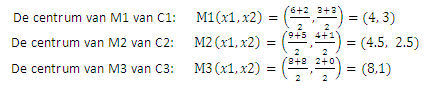 De centrum van M1 van C1: M1(x1,x2) = (6+2/2, 3+3/2) = (4, 3)
De centrum van M2 van C2: M2(x1,x2) = (9+5/2, 4+1/2) = (4.5, 2.5)
De centrum van M3 van C3: M3(x1,x2) = (8+8/2, 2+0/2) = (8,1)